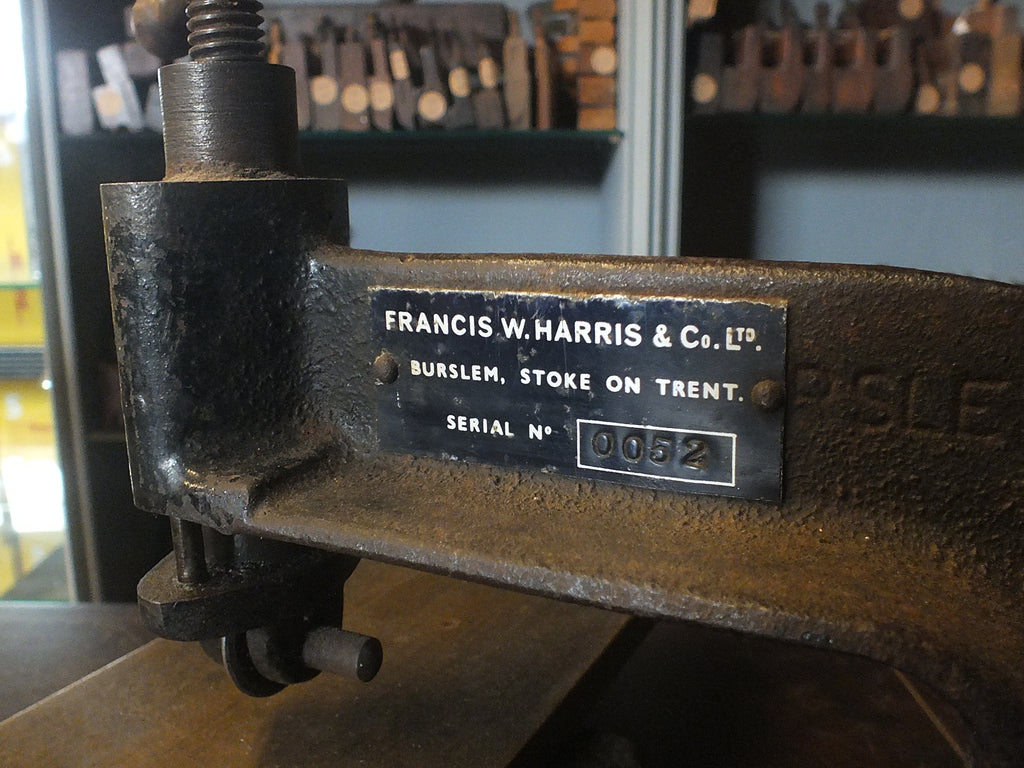 FRANCIS W. HARRIS & Co. LTD.
BURSLEM, STOKE ON TRENT.
SERIAL No 0052